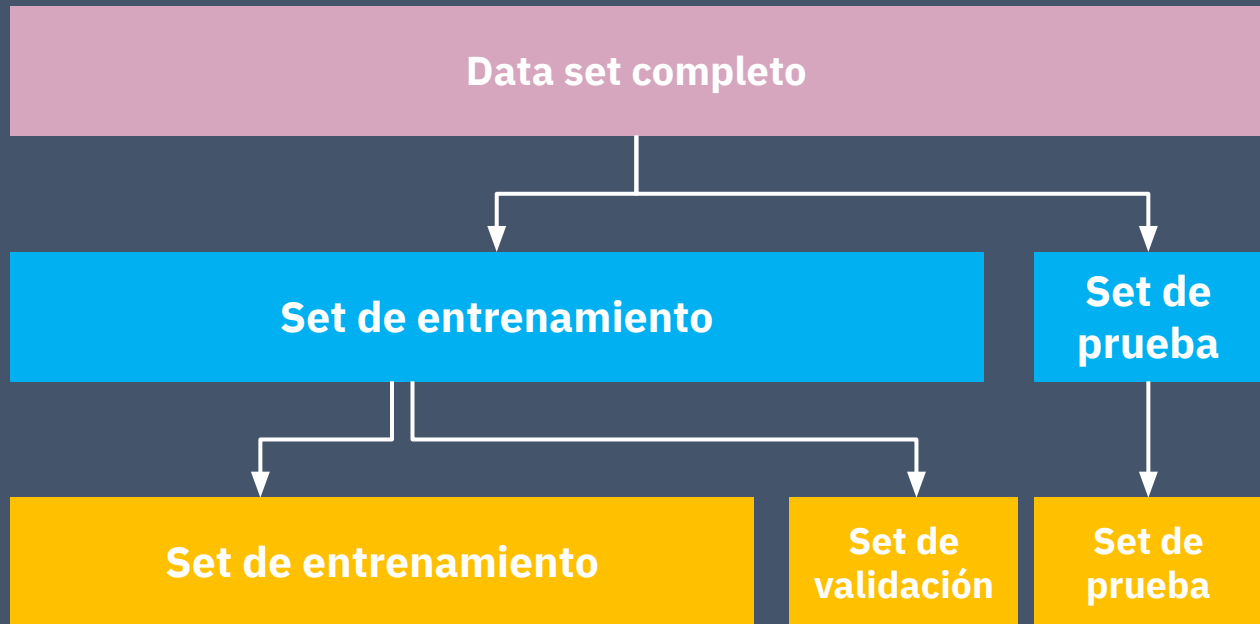 Data set completo
Set de entrenamiento
Set de
prueba
Set de entrenamiento
Set de
validación
Set de
prueba